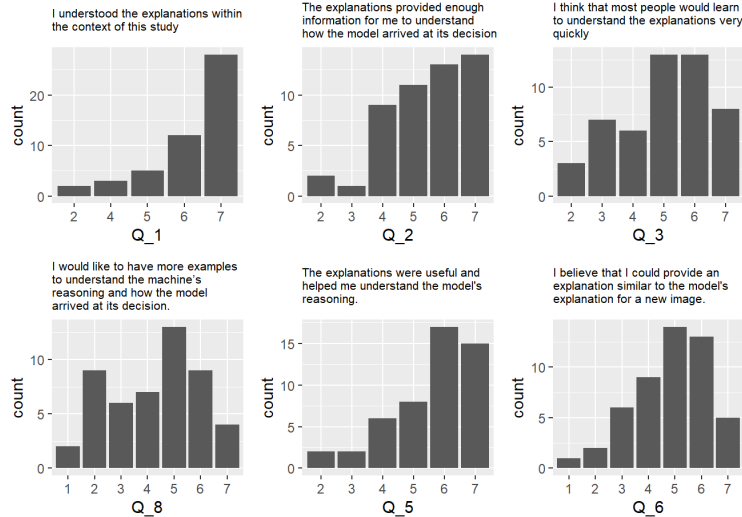 I understood the explanations within
the context of this study
The explanations provided enough
information for me to understand
how the model arrived at its decision
I think that most people would learn
to understand the explanations very
quickly
count
20
10
0
2 4 5 6 7
Q_1
count
10
5
0
2 3 4 5 6 7
Q_2
count
10
5
0
2 3 4 5 6 7
Q_3
I would like to have more examples
to understand the machine's
reasoning and how the model
arrived at its decision.
The explanations were useful and
helped me understand the model's
reasoning.
I believe that I could provide an
explanation similar to the model's
explanation for a new image.
count
10
5
0
1 2 3 4 5 6 7
Q_8
count
15
10
5
0
2 3 4 5 6 7
Q_5
count
10
5
0
1 2 3 4 5 6 7
Q_6